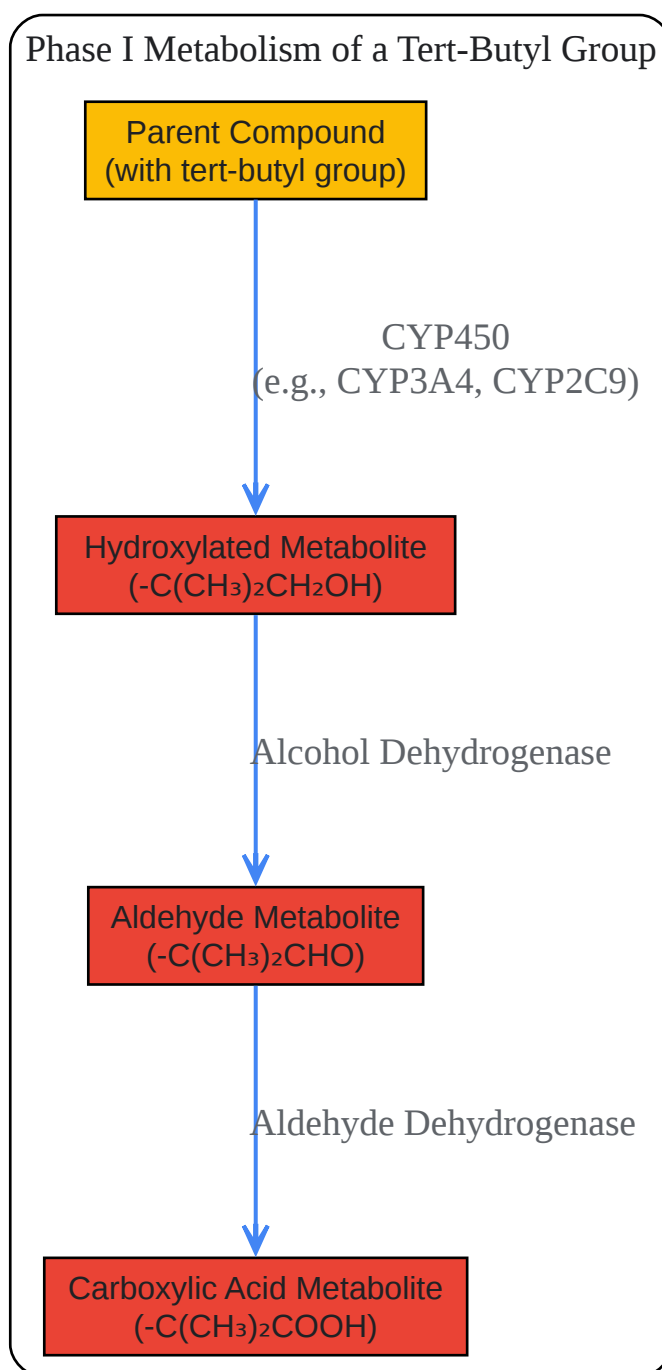 Phase I Metabolism of a Tert-Butyl Group
Parent Compound
(with tert-butyl group)
CYP450
(e.g., CYP3A4, CYP2C9)
Hydroxylated Metabolite
(-C(CH₃)₂CH₂OH)
Alcohol Dehydrogenase
Aldehyde Metabolite
(-C(CH₃)₂CHO)
Aldehyde Dehydrogenase
Carboxylic Acid Metabolite
(-C(CH₃)₂COOH)